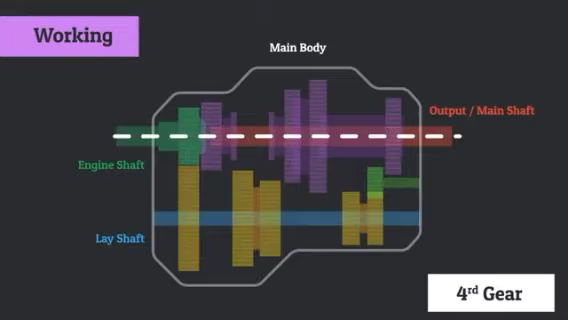 Working
Main Body
Output / Main Shaft
Engine Shaft
Lay Shaft
4rd Gear